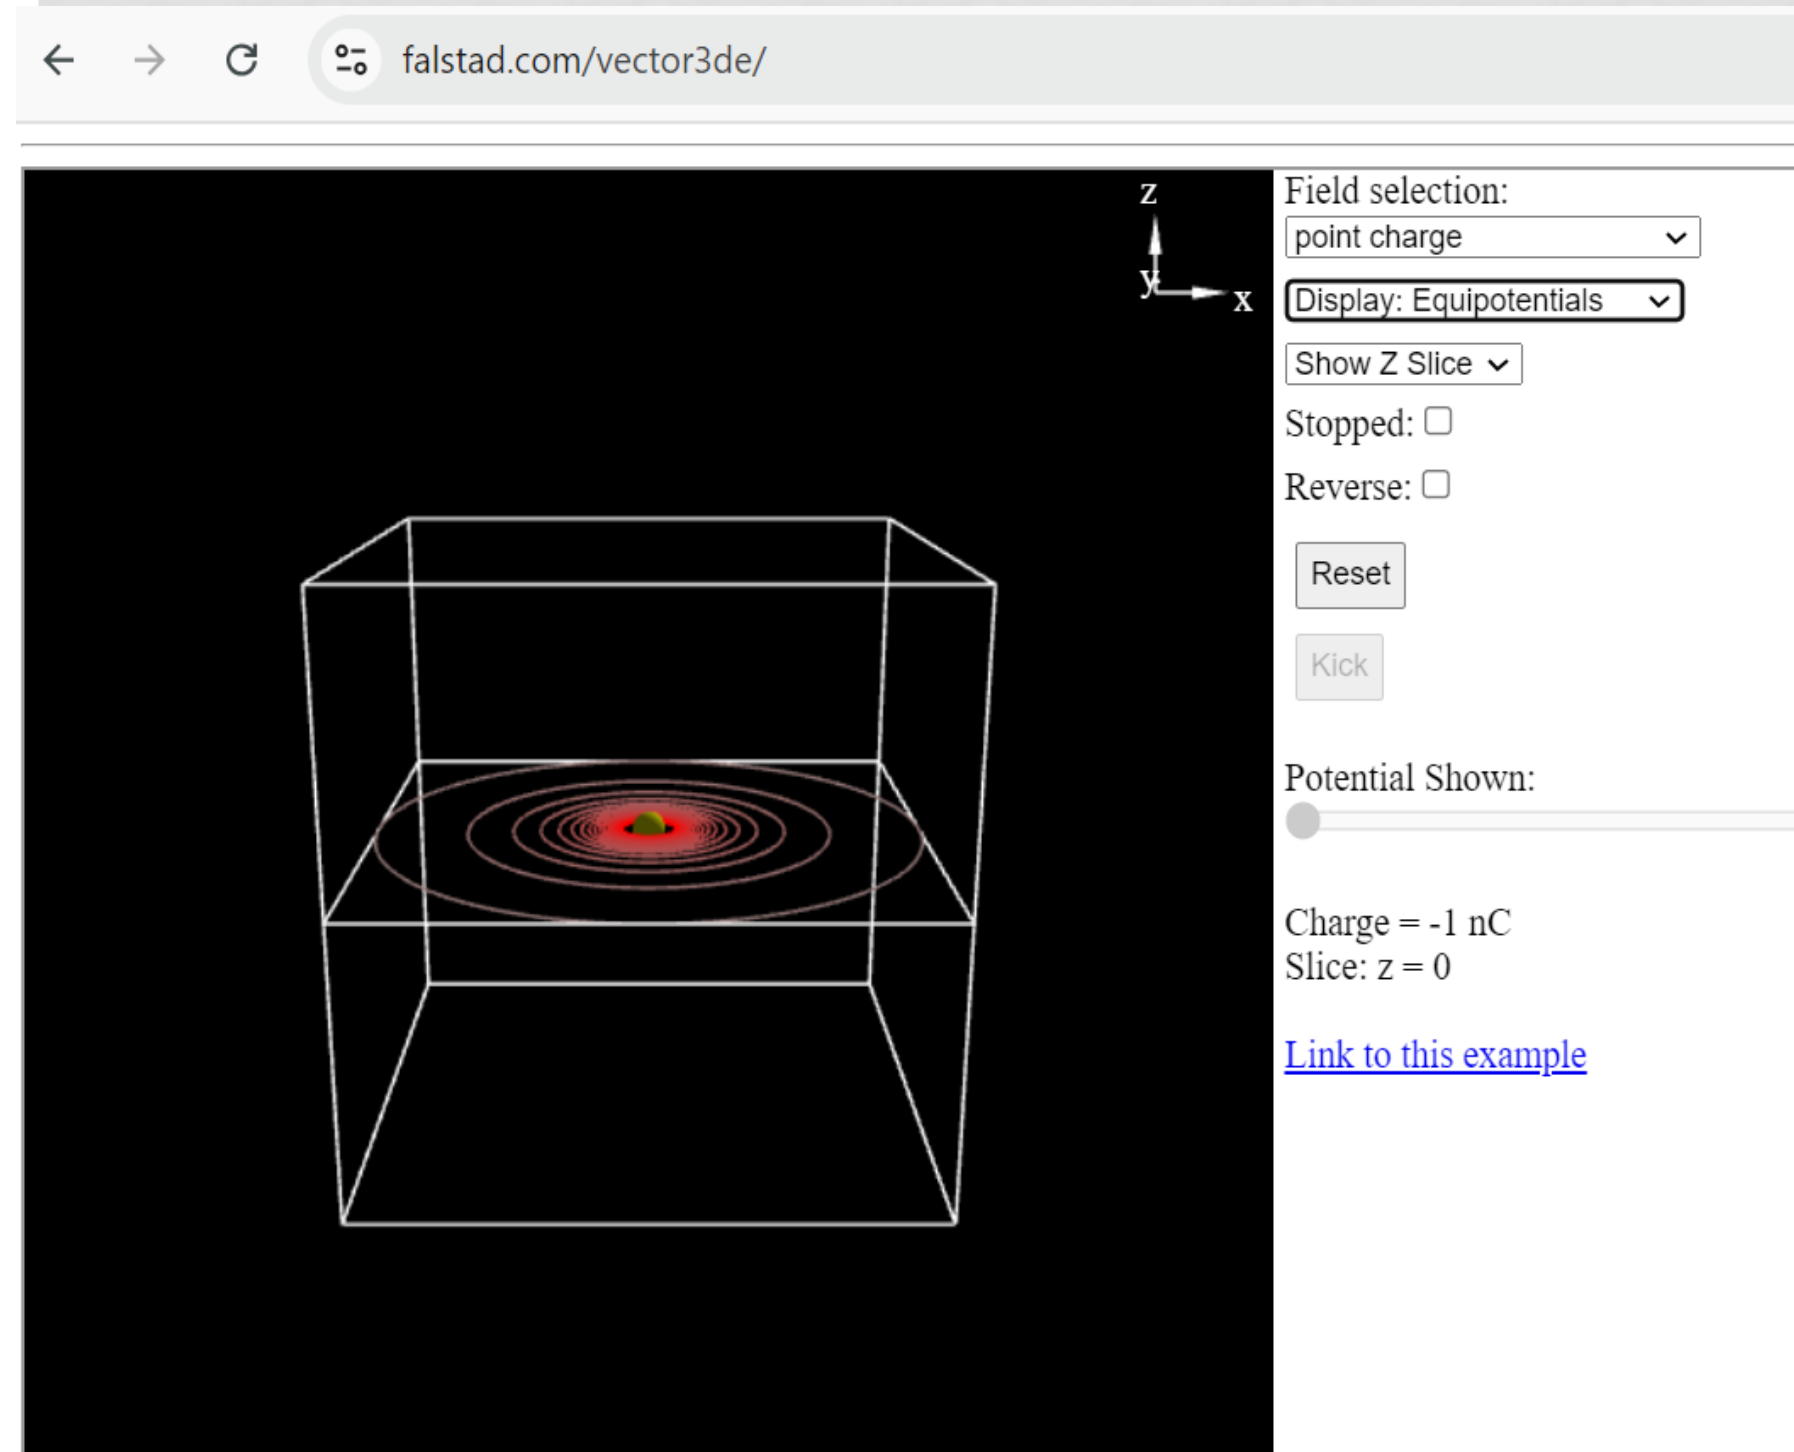 falstad.com/vector3de/
z
y
x
Field selection:
point charge
Display: Equipotentials
Show Z Slice
Stopped:
Reverse:
Reset
Kick
Potential Shown:
Charge = -1 nC
Slice: z = 0
Link to this example